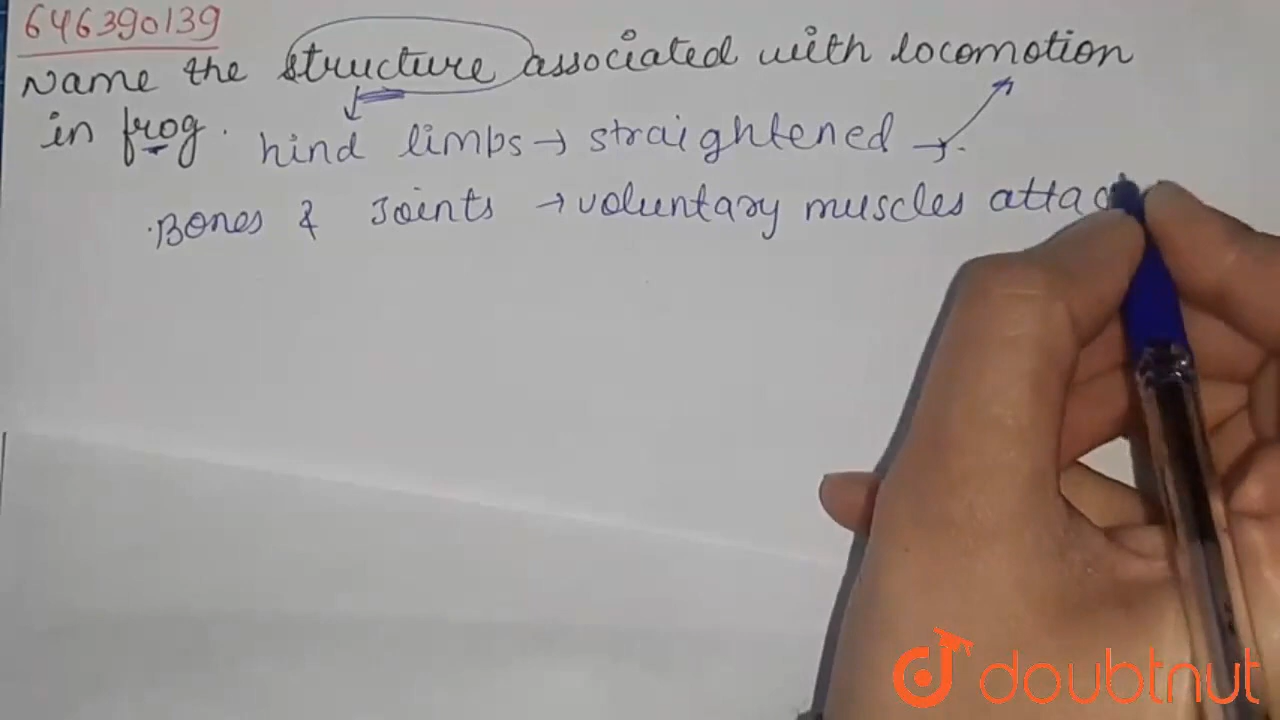 646390139
Name the structure associated with locomotion
in frog. hind limbs → straightened →
Bones & Joints → voluntary muscles attac
doubtnut